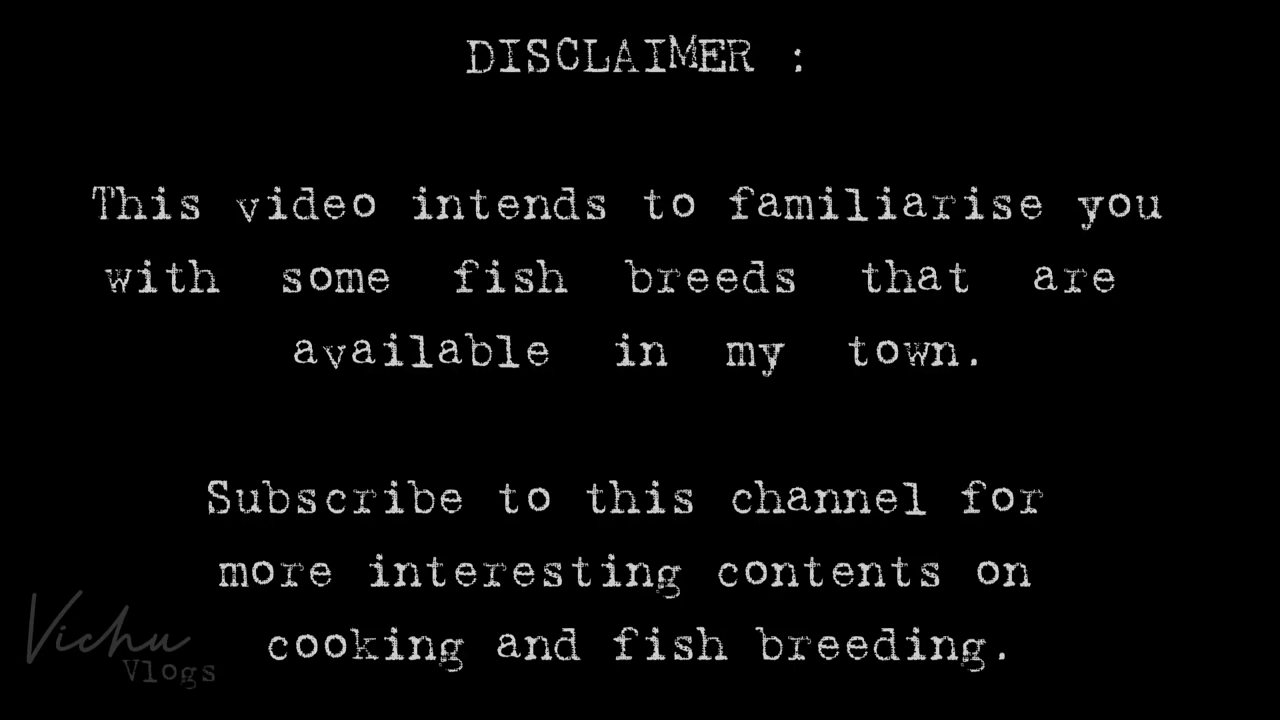 DISCLAIMER :
This video intends to familiarise you
with some fish breeds that are
available in my town.
Subscribe to this channel for
more interesting contents on
cooking and fish breeding.
Vichu
Vlogs